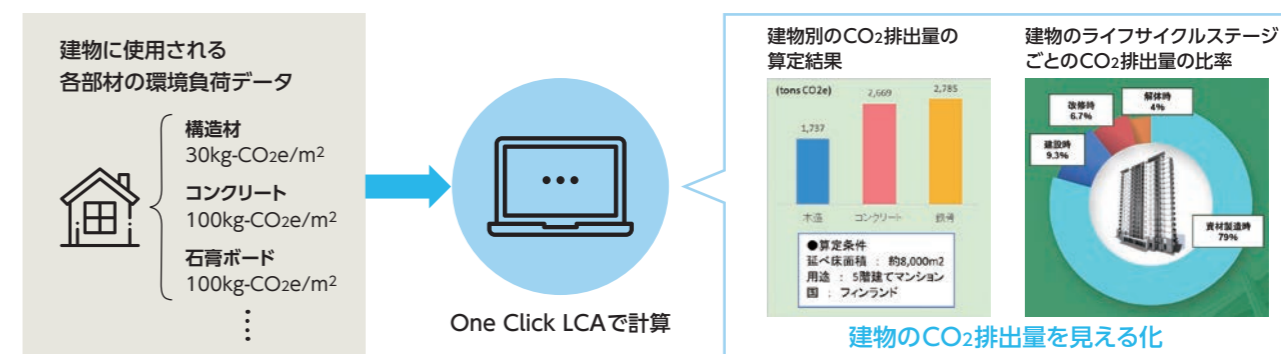 建物に使用される
各部材の環境負荷データ
構造材
30kg-CO2e/m2
コンクリート
100kg-CO2e/m2
石膏ボード
100kg-CO2e/m2
One Click LCAで計算
建物別のCO2排出量の
算定結果
(tons CO2e)
1,737
2,669
2,785
木造
コンクリート
鉄骨
●算定条件
延べ床面積 : 約8,000m2
用途 : 5階建てマンション
国 : フィンランド
建物のライフサイクルステージ
ごとのCO2排出量の比率
解体時
4%
改修時
6.7%
建設時
9.3%
資材製造時
79%
建物のCO2排出量を見える化